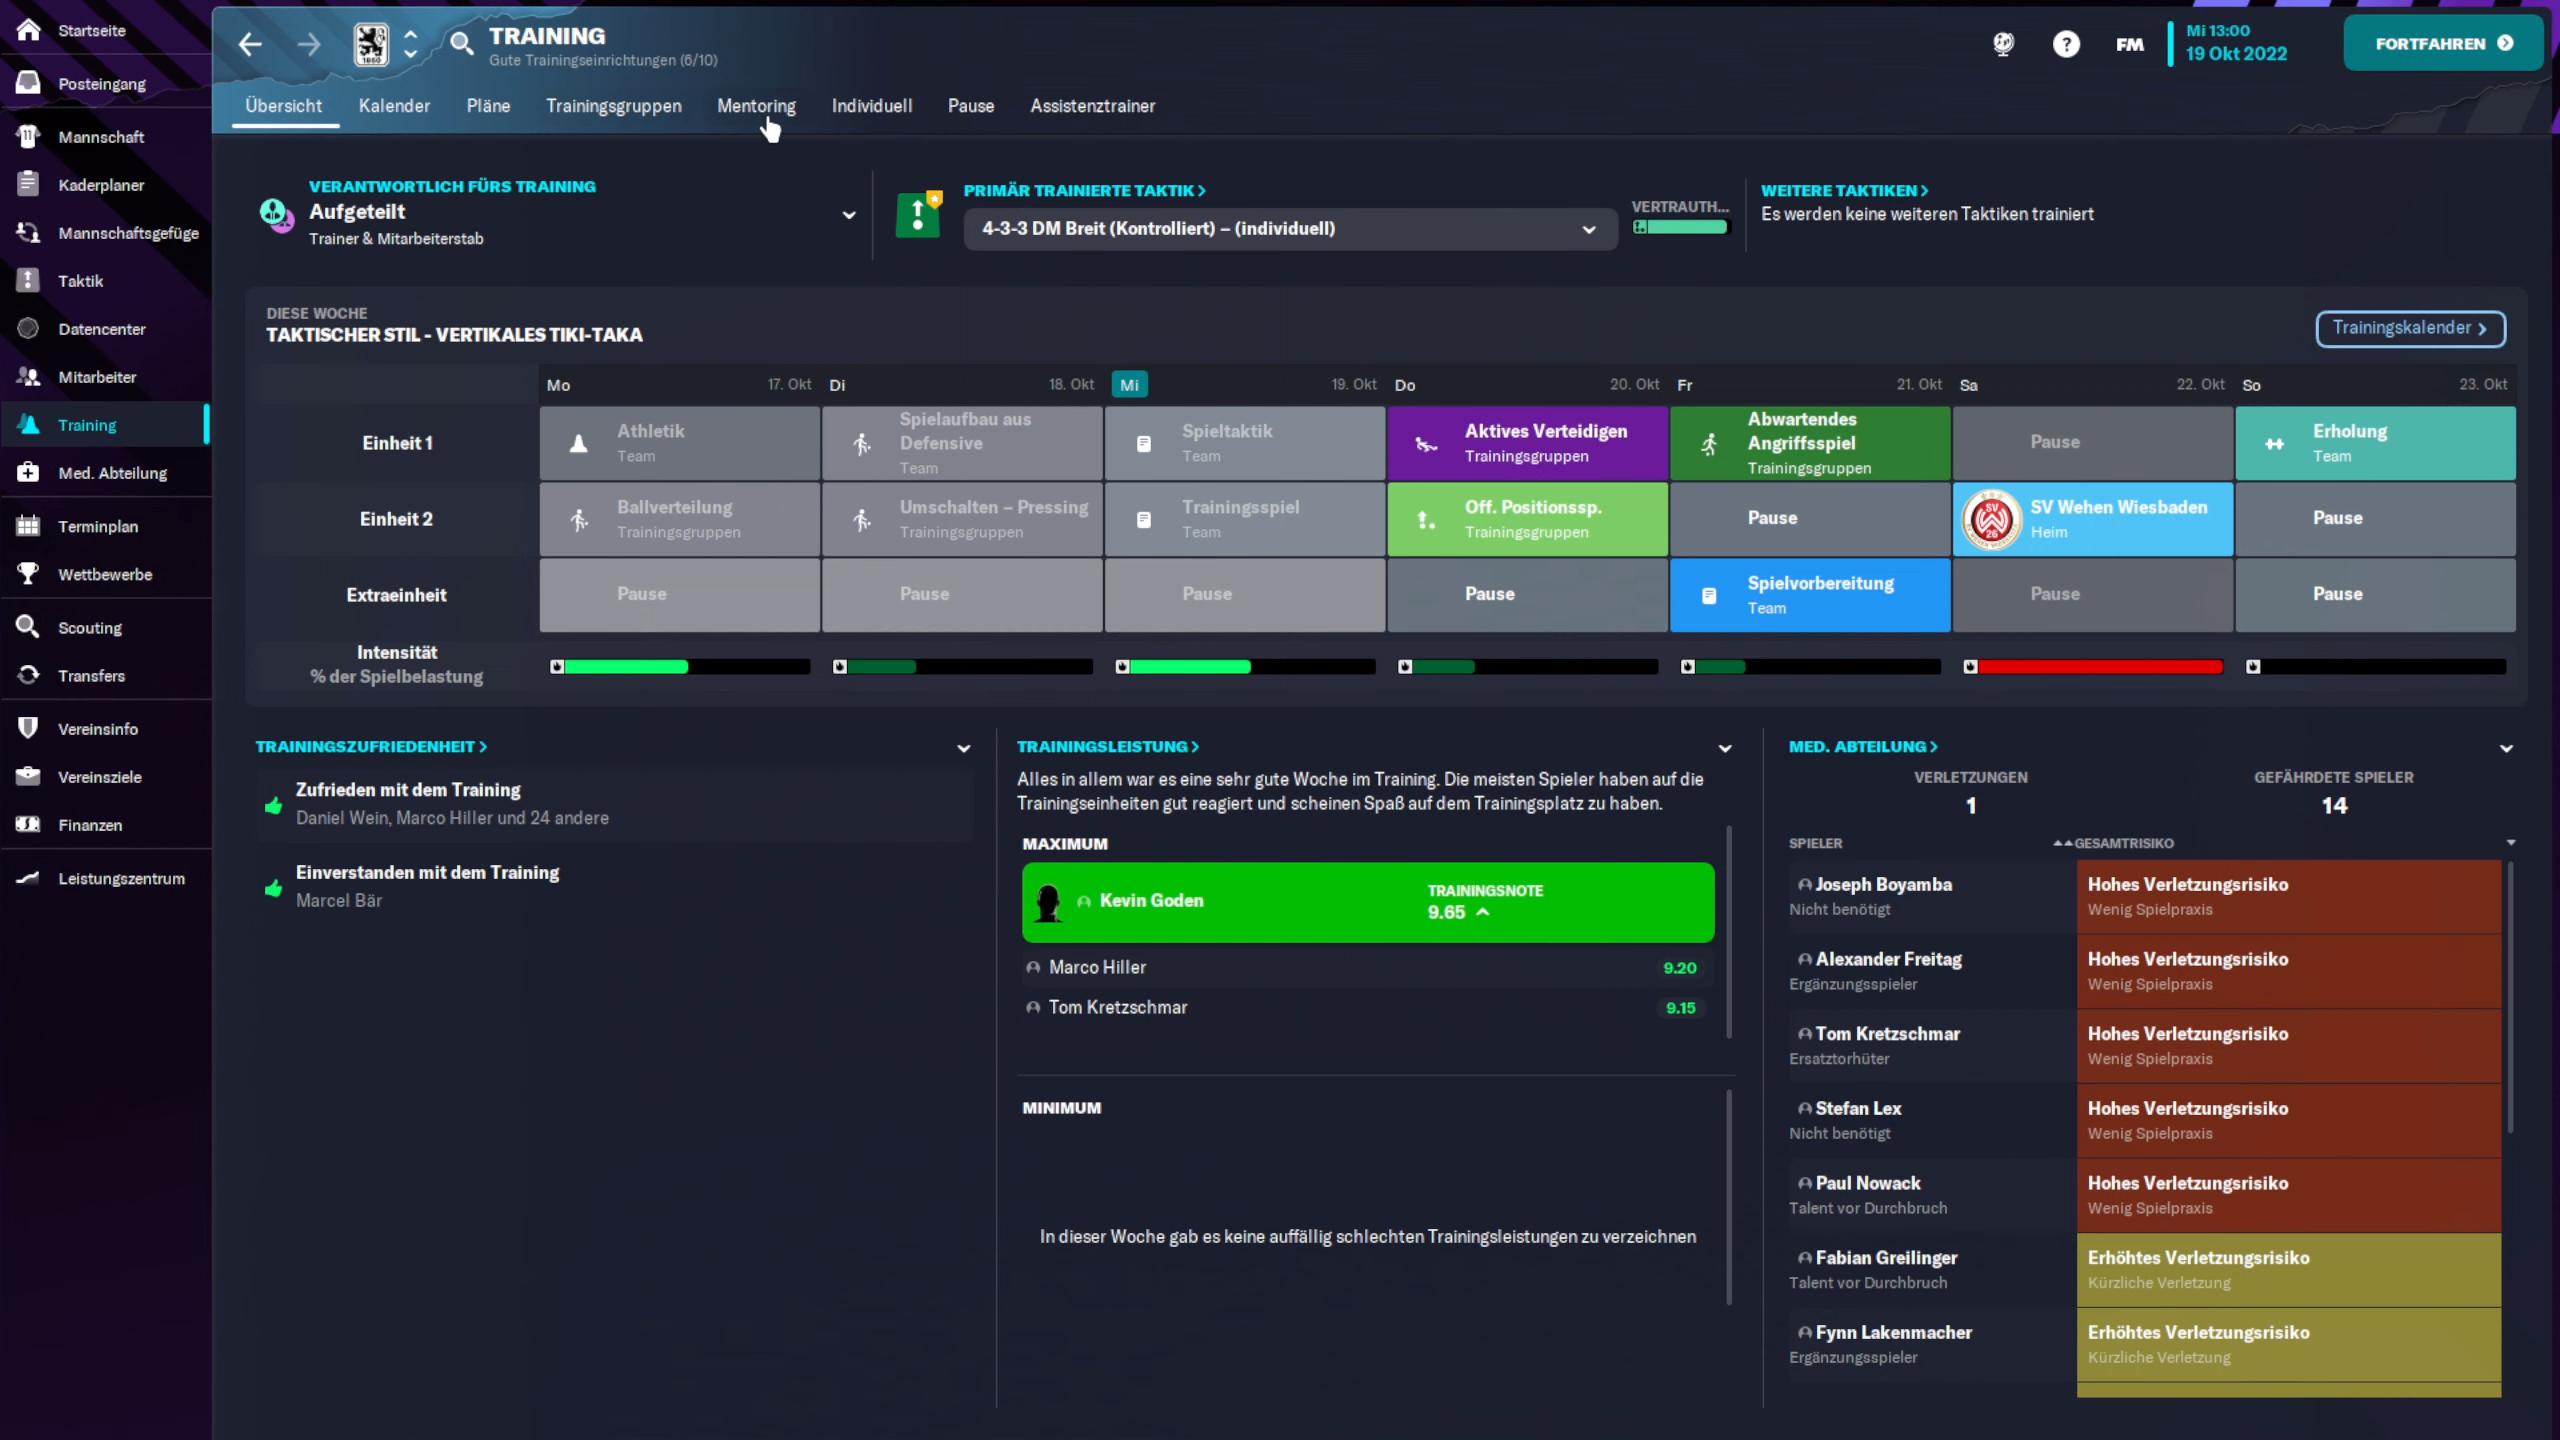 Startseite
Posteingang
Mannschaft
Kaderplaner
Mannschaftsgefüge
Taktik
Datencenter
Mitarbeiter
Training
Med. Abteilung
Terminplan
Wettbewerbe
Scouting
Transfers
Vereinsinfo
Vereinsziele
Finanzen
Leistungszentrum
TRAINING
Gute Trainingseinrichtungen (6/10)
FM
Mi 13:00
19 Okt 2022
FORTFAHREN
Übersicht Kalender Pläne Trainingsgruppen Mentoring Individuell Pause Assistenztrainer
VERANTWORTLICH FÜRS TRAINING
Aufgeteilt
Trainer & Mitarbeiterstab
PRIMÄR TRAINIERTE TAKTIK >
4-3-3 DM Breit (Kontrolliert) – (individuell)
VERTRAUTH...
WEITERE TAKTIKEN >
Es werden keine weiteren Taktiken trainiert
DIESE WOCHE
TAKTISCHER STIL - VERTIKALES TIKI-TAKA
Trainingskalender >
Mo 17. Okt Di 18. Okt Mi 19. Okt Do 20. Okt Fr 21. Okt Sa 22. Okt So 23. Okt
Einheit 1
Athletik
Team
Spielaufbau aus
Defensive
Team
Spieltaktik
Team
Aktives Verteidigen
Trainingsgruppen
Abwartendes
Angriffsspiel
Trainingsgruppen
Pause
Erholung
Team
Einheit 2
Ballverteilung
Trainingsgruppen
Umschalten – Pressing
Trainingsgruppen
Trainingsspiel
Team
Off. Positionssp.
Trainingsgruppen
Pause
SV Wehen Wiesbaden
Heim
Pause
Extraeinheit
Pause
Pause
Pause
Pause
Spielvorbereitung
Team
Pause
Pause
Intensität
% der Spielbelastung
TRAININGSZUFRIEDENHEIT >
Zufrieden mit dem Training
Daniel Wein, Marco Hiller und 24 andere
Einverstanden mit dem Training
Marcel Bär
TRAININGSLEISTUNG >
Alles in allem war es eine sehr gute Woche im Training. Die meisten Spieler haben auf die
Trainingseinheiten gut reagiert und scheinen Spaß auf dem Trainingsplatz zu haben.
MAXIMUM
Kevin Goden
TRAININGSNOTE
9.65
Marco Hiller 9.20
Tom Kretzschmar 9.15
MINIMUM
In dieser Woche gab es keine auffällig schlechten Trainingsleistungen zu verzeichnen
MED. ABTEILUNG >
VERLETZUNGEN
1
GEFÄHRDETE SPIELER
14
SPIELER GESAMTRISIKO
Joseph Boyamba Hohes Verletzungsrisiko
Nicht benötigt Wenig Spielpraxis
Alexander Freitag Hohes Verletzungsrisiko
Ergänzungsspieler Wenig Spielpraxis
Tom Kretzschmar Hohes Verletzungsrisiko
Ersatztorhüter Wenig Spielpraxis
Stefan Lex Hohes Verletzungsrisiko
Nicht benötigt Wenig Spielpraxis
Paul Nowack Hohes Verletzungsrisiko
Talent vor Durchbruch Wenig Spielpraxis
Fabian Greilinger Erhöhtes Verletzungsrisiko
Talent vor Durchbruch Kürzliche Verletzung
Fynn Lakenmacher Erhöhtes Verletzungsrisiko
Ergänzungsspieler Kürzliche Verletzung